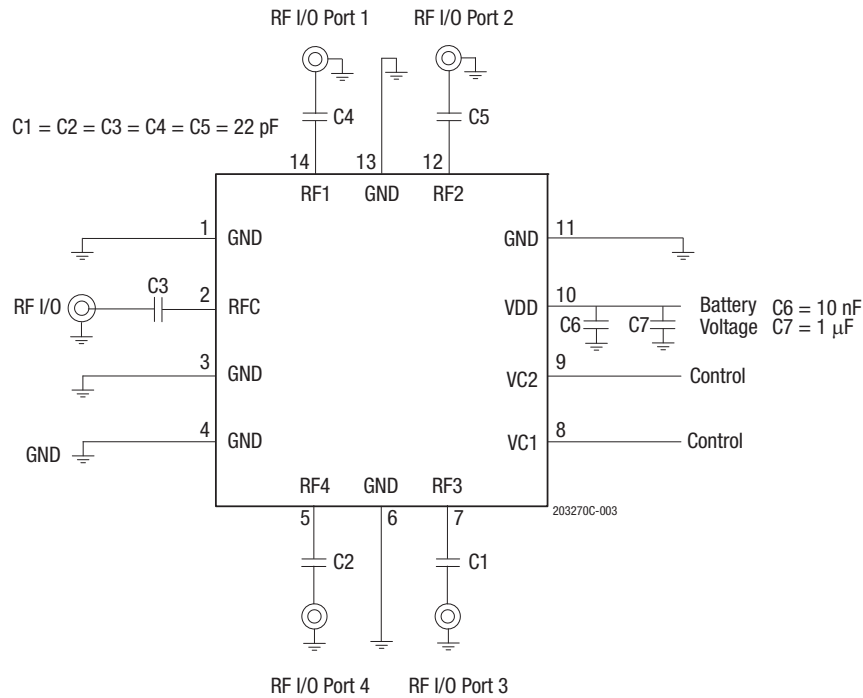 RF I/O Port 1
RF I/O Port 2
C1 = C2 = C3 = C4 = C5 = 22 pF
C4
C5
14
13
12
RF1
GND
RF2
1
GND
GND
11
RF I/O
C3
2
RFC
VDD
10
C6
C7
Battery
Voltage
C6 = 10 nF
C7 = 1 μF
3
GND
VC2
9
Control
GND
4
GND
VC1
8
Control
RF4
GND
RF3
203270C-003
5
6
7
C2
C1
RF I/O Port 4
RF I/O Port 3